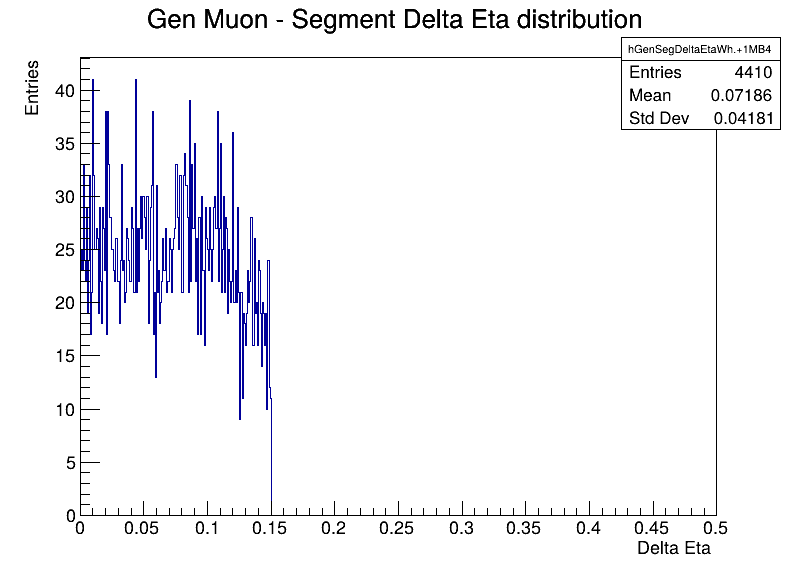 Gen Muon - Segment Delta Eta distribution
hGenSegDeltaEtaWh.+1MB4
Entries 4410
Mean 0.07186
Std Dev 0.04181
Entries
40
35
30
25
20
15
10
5
0
0 0.05 0.1 0.15 0.2 0.25 0.3 0.35 0.4 0.45 0.5
Delta Eta